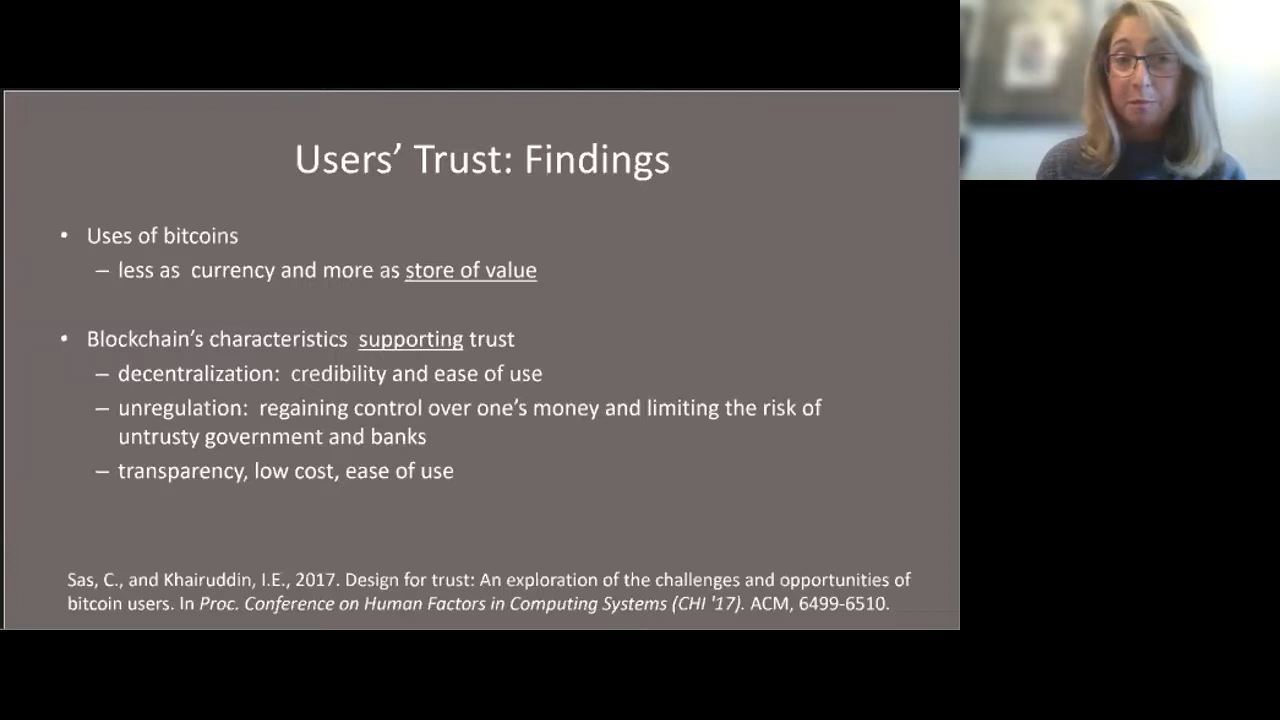 Users’ Trust: Findings
• Uses of bitcoins
– less as currency and more as store of value
• Blockchain’s characteristics supporting trust
– decentralization: credibility and ease of use
– unregulation: regaining control over one’s money and limiting the risk of
untrusty government and banks
– transparency, low cost, ease of use
Sas, C., and Khairuddin, I.E., 2017. Design for trust: An exploration of the challenges and opportunities of
bitcoin users. In Proc. Conference on Human Factors in Computing Systems (CHI '17). ACM, 6499-6510.